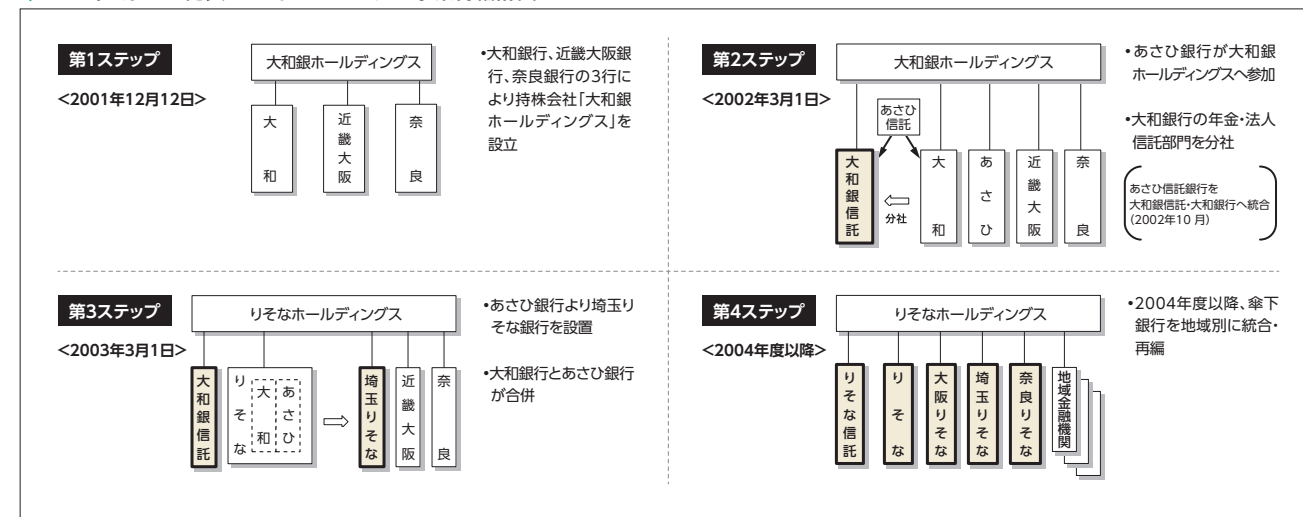 第1ステップ
<2001年12月12日>
大和銀ホールディングス
大和
近畿大阪
奈良
•大和銀行、近畿大阪銀
行、奈良銀行の3行に
より持株会社「大和銀
ホールディングス」を
設立
第2ステップ
<2002年3月1日>
大和銀ホールディングス
あさひ
信託
大和銀信託
分社
大和
あさひ
近畿大阪
奈良
•あさひ銀行が大和銀
ホールディングスへ参加
•大和銀行の年金・法人
信託部門を分社
あさひ信託銀行を
大和銀信託・大和銀行へ統合
(2002年10月)
第3ステップ
<2003年3月1日>
りそなホールディングス
大和銀信託
りそな
大和
あさひ
埼玉りそな
近畿大阪
奈良
•あさひ銀行より埼玉り
そな銀行を設置
•大和銀行とあさひ銀行
が合併
第4ステップ
<2004年度以降>
りそなホールディングス
りそな信託
りそな
大阪りそな
埼玉りそな
奈良りそな
地域金融機関
•2004年度以降、傘下
銀行を地域別に統合・
再編